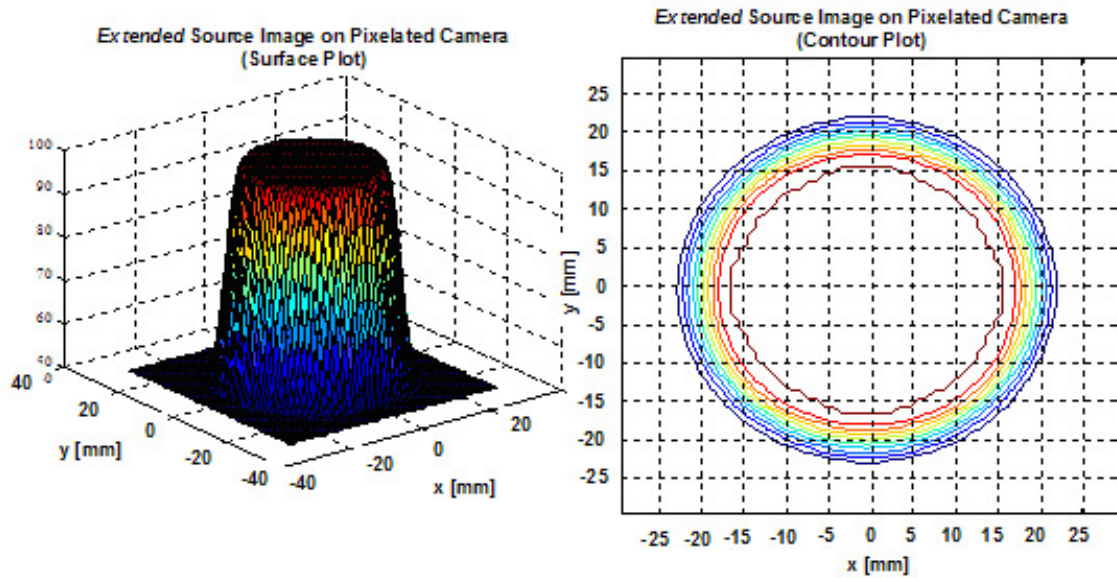 Extended Source Image on Pixelated Camera
(Surface Plot)
100
90
80
70
60
50
40
20
0
-20
-40
y [mm]
-40
-20
0
20
x [mm]
Extended Source Image on Pixelated Camera
(Contour Plot)
25
20
15
10
5
0
-5
-10
-15
-20
-25
y [mm]
-25 -20 -15 -10 -5 0 5 10 15 20 25
x [mm]